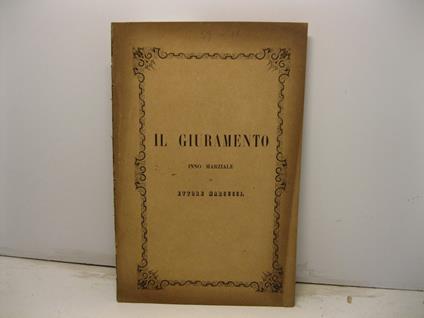 IL GIURAMENTO
INNO MARZIALE
DI
ETTORE MARCUCCI.